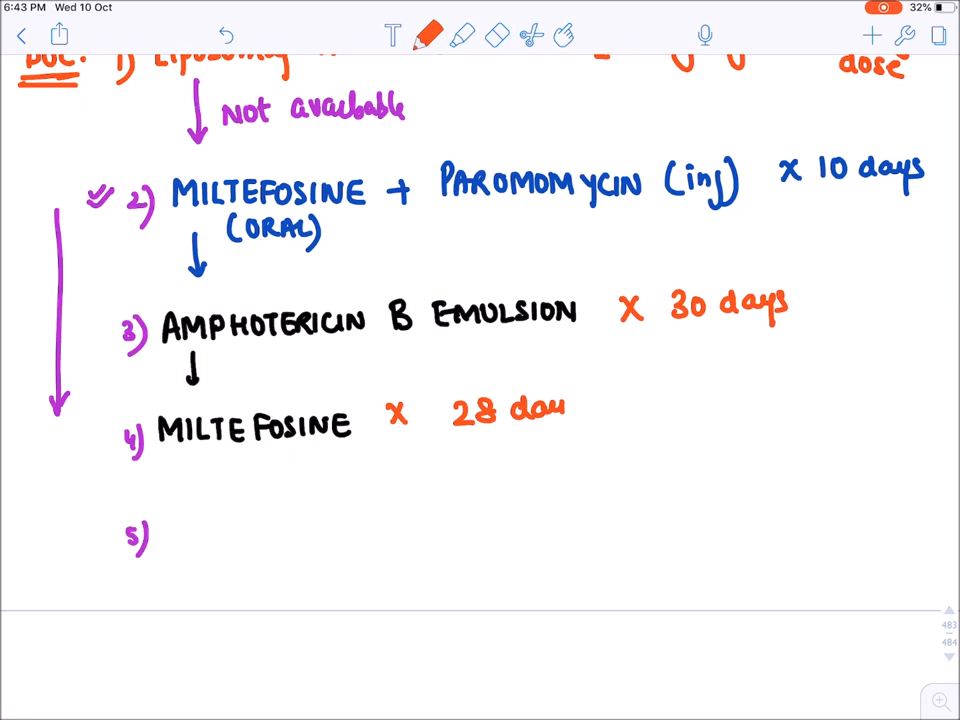 6:43 PM Wed 10 Oct 32%
T
1)
dose
Not available
2) MILTEFOSINE + PAROMOMYCIN (inj) x 10 days
(ORAL)
3) AMPHOTERICIN B EMULSION x 30 days
4) MILTEFOSINE x 28 day
5)
483
484